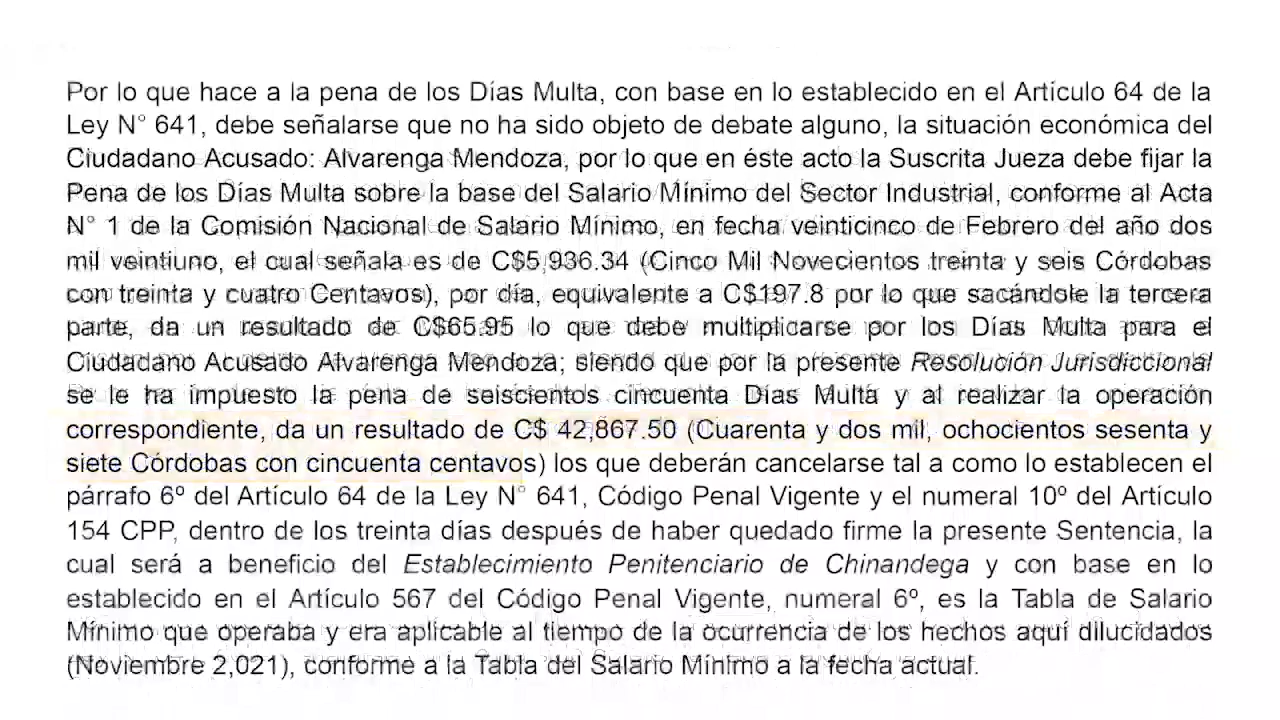 Por lo que hace a la pena de los Días Multa, con base en lo establecido en el Artículo 64 de la
Ley N° 641, debe señalarse que no ha sido objeto de debate alguno, la situación económica del
Ciudadano Acusado: Alvarenga Mendoza, por lo que en éste acto la Suscrita Jueza debe fijar la
Pena de los Días Multa sobre la base del Salario Mínimo del Sector Industrial, conforme al Acta
N° 1 de la Comisión Nacional de Salario Mínimo, en fecha veinticinco de Febrero del año dos
mil veintiuno, el cual señala es de C$5,936.34 (Cinco Mil Novecientos treinta y seis Córdobas
con treinta y cuatro Centavos), por día, equivalente a C$197.8 por lo que sacándole la tercera
parte, da un resultado de C$65.95 lo que debe multiplicarse por los Días Multa para el
Ciudadano Acusado Alvarenga Mendoza; siendo que por la presente Resolución Jurisdiccional
se le ha impuesto la pena de seiscientos cincuenta Días Multa y al realizar la operación
correspondiente, da un resultado de C$ 42,867.50 (Cuarenta y dos mil, ochocientos sesenta y
siete Córdobas con cincuenta centavos) los que deberán cancelarse tal a como lo establecen el
párrafo 6º del Artículo 64 de la Ley N° 641, Código Penal Vigente y el numeral 10º del Artículo
154 CPP, dentro de los treinta días después de haber quedado firme la presente Sentencia, la
cual será a beneficio del Establecimiento Penitenciario de Chinandega y con base en lo
establecido en el Artículo 567 del Código Penal Vigente, numeral 6º, es la Tabla de Salario
Mínimo que operaba y era aplicable al tiempo de la ocurrencia de los hechos aquí dilucidados
(Noviembre 2,021), conforme a la Tabla del Salario Mínimo a la fecha actual.